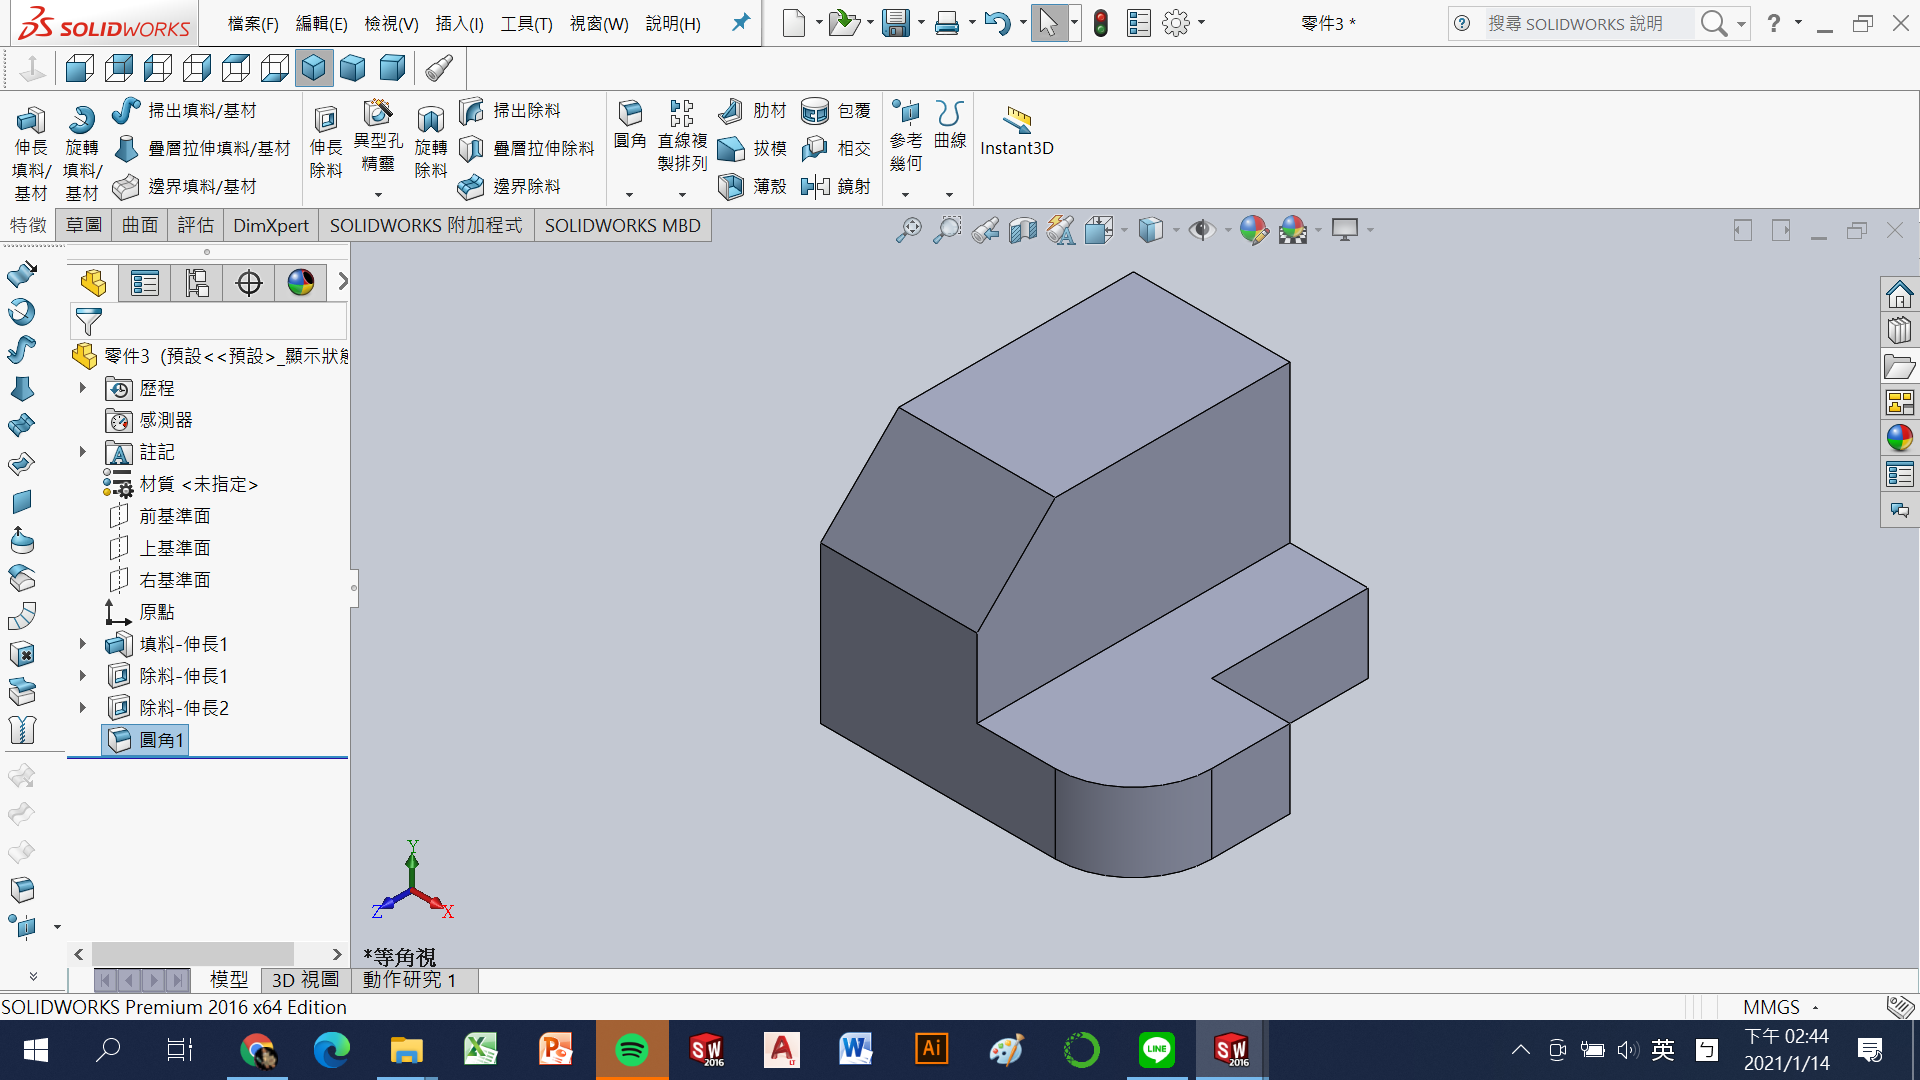 SOLIDWORKS
檔案(F) 編輯(E) 檢視(V) 插入(I) 工具(T) 視窗(W) 說明(H)
零件3 *
搜尋 SOLIDWORKS 說明
伸長填料/基材
旋轉填料/基材
掃出填料/基材
疊層拉伸填料/基材
邊界填料/基材
伸長除料
異型孔精靈
旋轉除料
掃出除料
疊層拉伸除料
邊界除料
圓角
直線複製排列
肋材
拔模
薄殼
包覆
相交
鏡射
參考幾何
曲線
Instant3D
特徵 草圖 曲面 評估 DimXpert SOLIDWORKS 附加程式 SOLIDWORKS MBD
零件3 (預設<<預設>_顯示狀態
歷程
感測器
註記
材質 <未指定>
前基準面
上基準面
右基準面
原點
填料-伸長1
除料-伸長1
除料-伸長2
圓角1
Y
Z
X
*等角視
模型 3D 視圖 動作研究 1
SOLIDWORKS Premium 2016 x64 Edition
MMGS
SW 2016
A LT
Ai
LINE
SW 2016
英
ㄅ
下午 02:44
2021/1/14